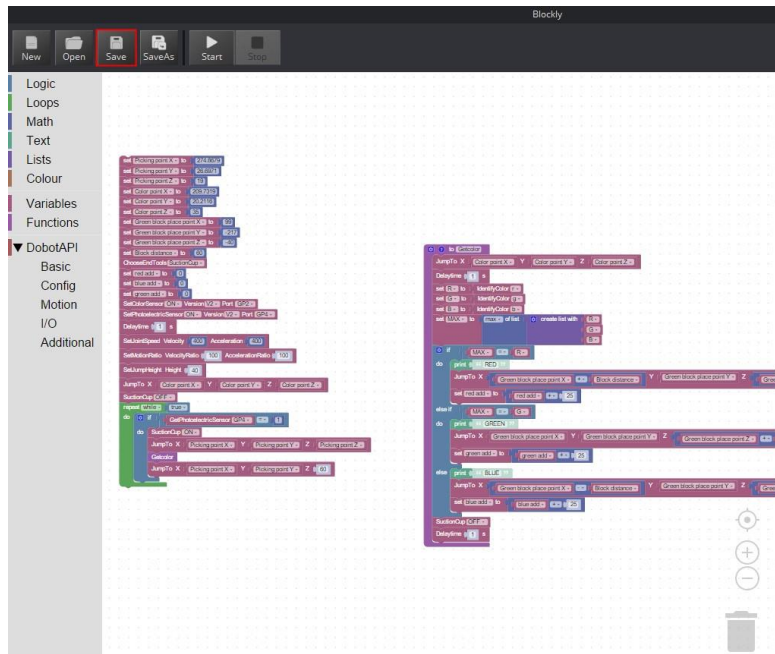 Blockly
New Open Save SaveAs Start Stop
Logic
Loops
Math
Text
Lists
Colour
Variables
Functions
DobotAPI
Basic
Config
Motion
I/O
Additional
set Picking point X to
set Picking point Y to
set Picking point Z to 19
set Color point X to
set Color point Y to
set Color point Z to
set Green block place point X to
set Green block place point Y to
set Green block place point Z to
set Block distance to
ChooseEndTools SuctionCup
set red add to 0
set blue add to 0
set green add to 0
SetColorSensor ON Version V2 Port GP2
SetPhotoelectricSensor ON Version V2 Port GP4
Delaytime 1 s
SetJointSpeed Velocity 400 Acceleration 400
SetMotionRatio VelocityRatio 100 AccelerationRatio 100
SetJumpHeight Height 40
JumpTo X Color point X Y Color point Y Z Color point Z
SuctionCup OFF
repeat while true
do if GetPhotoelectricSensor GP4 = 1
do SuctionCup ON
JumpTo X Picking point X Y Picking point Y Z Picking point Z
Getcolor
JumpTo X Picking point X Y Picking point Y Z 60
to Getcolor
JumpTo X Color point X Y Color point Y Z Color point Z
Delaytime 1 s
set R to IdentifyColor r
set G to IdentifyColor g
set B to IdentifyColor b
set MAX to max of list create list with R
G
B
if MAX = R
do print “ RED ”
JumpTo X Green block place point X + Block distance Y Green block place point Y Z
set red add to red add + 25
else if MAX = G
do print “ GREEN ”
JumpTo X Green block place point X Y Green block place point Y Z Green block place point Z +
set green add to green add + 25
else print “ BLUE ”
JumpTo X Green block place point X - Block distance Y Green block place point Y Z
set blue add to blue add + 25
SuctionCup OFF
Delaytime 1 s